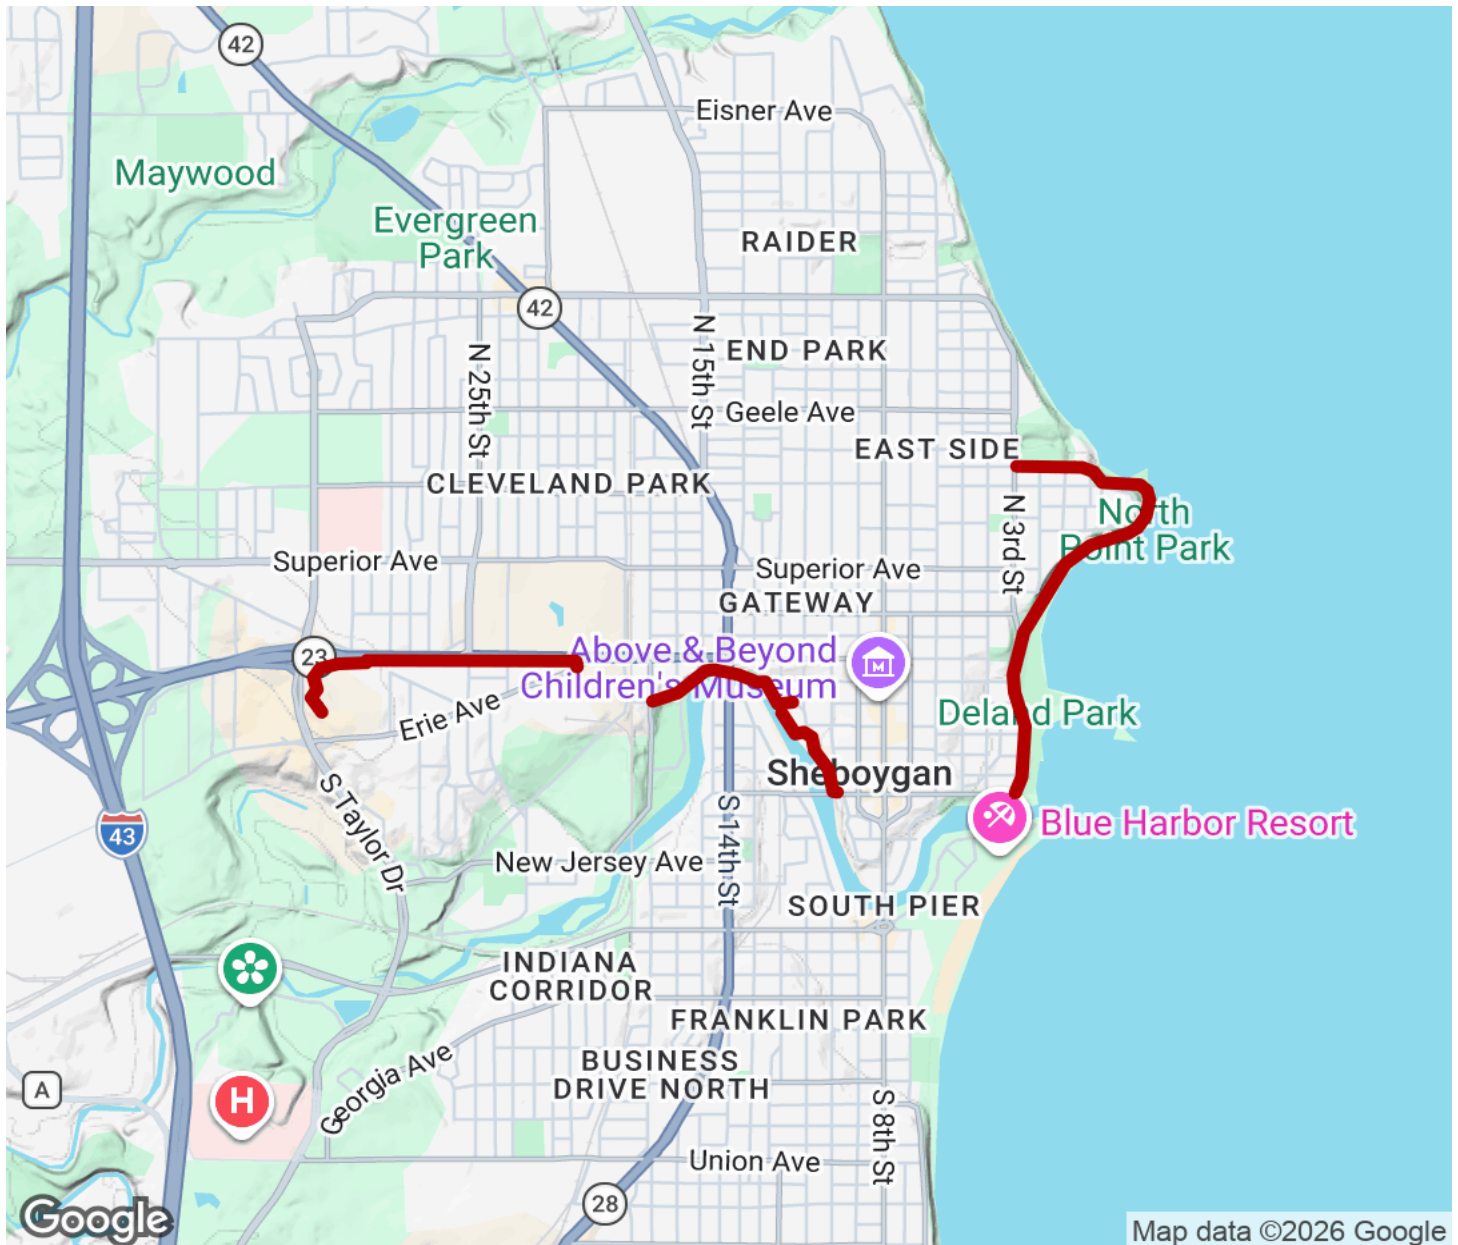 42
Eisner Ave
Maywood
Evergreen
Park
RAIDER
42
N 15th St
END PARK
N 25th St
Geele Ave
EAST SIDE
CLEVELAND PARK
N 3rd St
North
Point Park
Superior Ave
Superior Ave
GATEWAY
23
Above & Beyond
Children's Museum
M
Erie Ave
Deland Park
Sheboygan
S Taylor Dr
43
S 14th St
Blue Harbor Resort
New Jersey Ave
SOUTH PIER
INDIANA
CORRIDOR
FRANKLIN PARK
BUSINESS
DRIVE NORTH
Georgia Ave
A
H
S 8th St
Union Ave
28
Google
Map data ©2026 Google